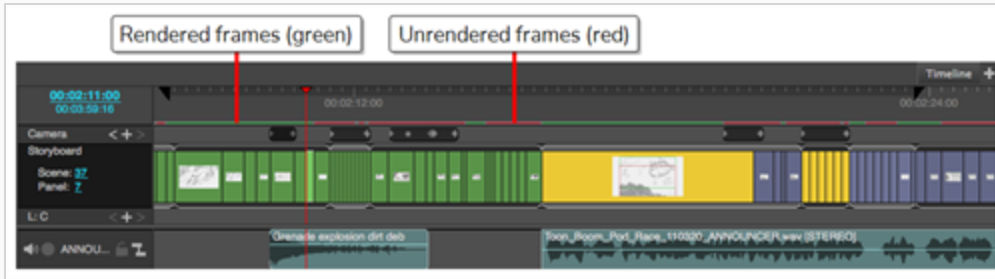 Rendered frames (green) Unrendered frames (red)
Timeline +
00:02:11:00
00:03:59:16
00:02:12:00 00:02:24:00
Camera < + >
Storyboard
Scene: 37
Panel: 7
L: C < + >
ANNOU...
Grenade explosion dirt deb
Toon_Boom_Pod_Race_110320_ANNOUNCER.wav [STEREO]